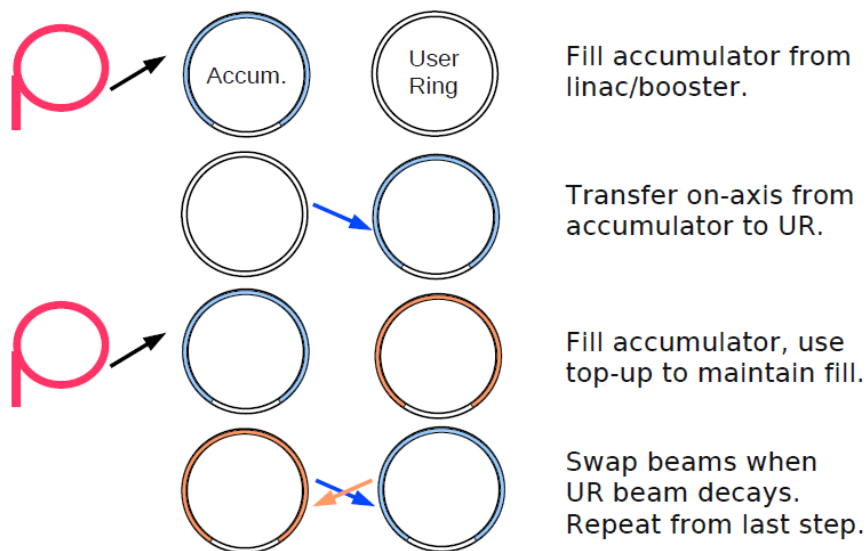 Accum.
User
Ring
Fill accumulator from
linac/booster.
Transfer on-axis from
accumulator to UR.
Fill accumulator, use
top-up to maintain fill.
Swap beams when
UR beam decays.
Repeat from last step.